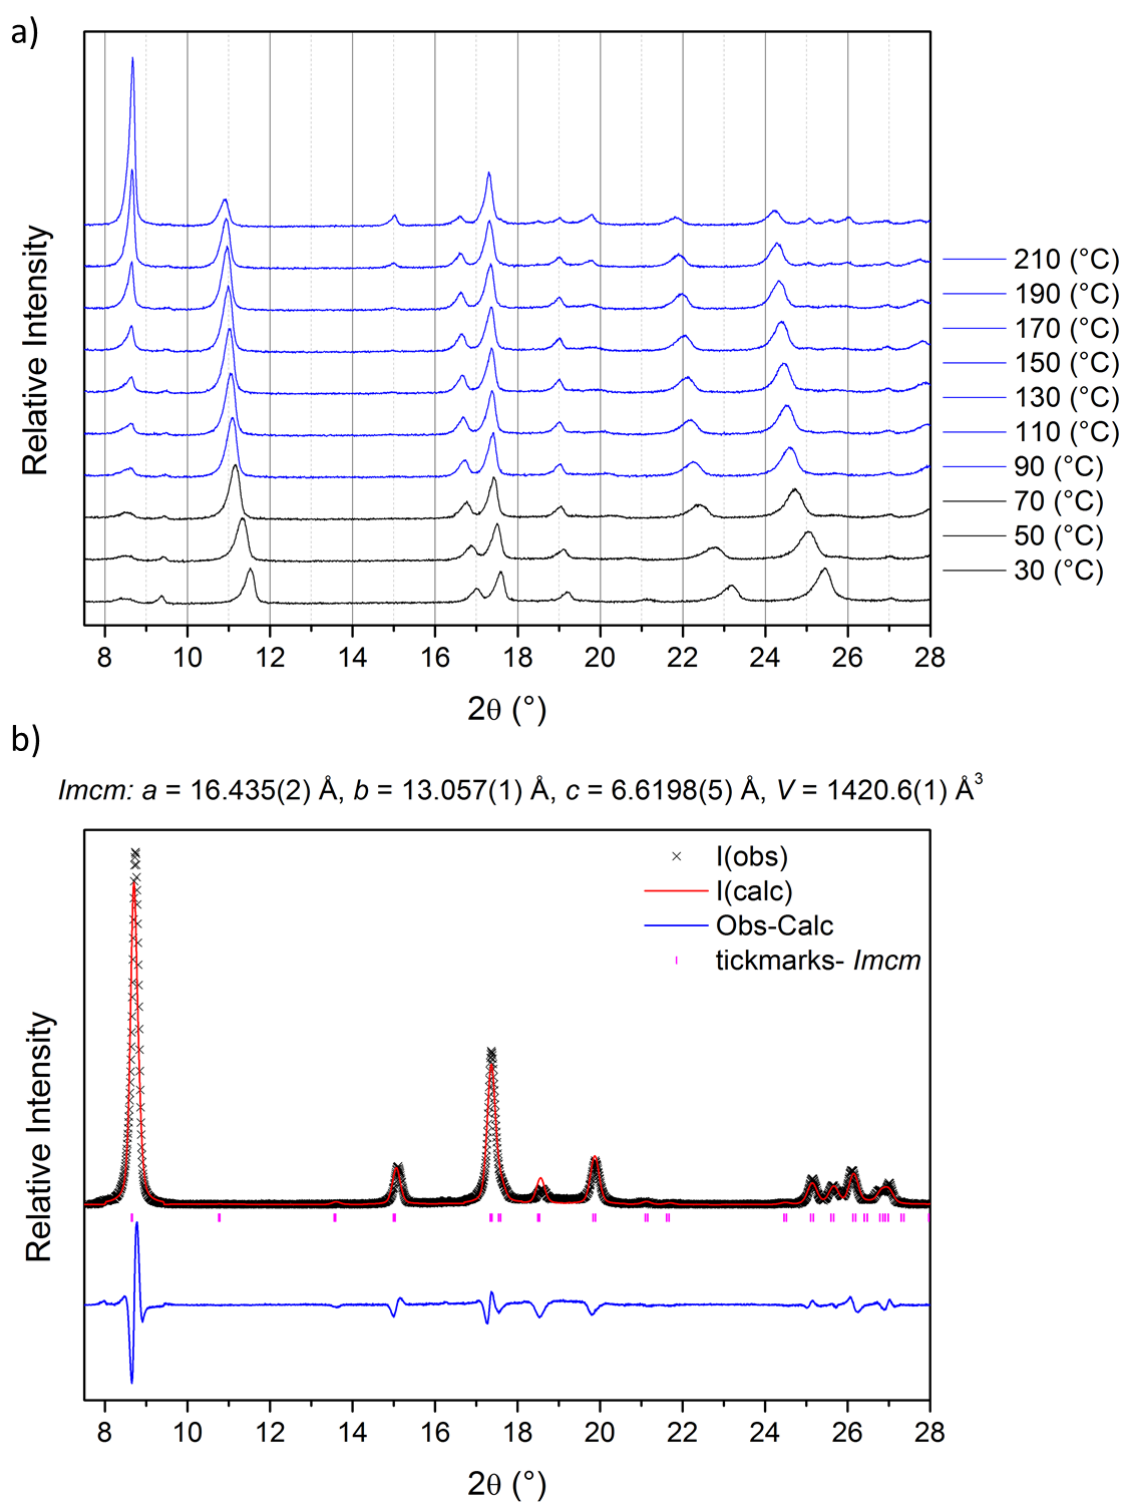 a)
Relative Intensity
210 (°C)
190 (°C)
170 (°C)
150 (°C)
130 (°C)
110 (°C)
90 (°C)
70 (°C)
50 (°C)
30 (°C)
8 10 12 14 16 18 20 22 24 26 28
2θ (°)
b)
Imcm: a = 16.435(2) Å, b = 13.057(1) Å, c = 6.6198(5) Å, V = 1420.6(1) Å³
I(obs)
I(calc)
Obs-Calc
tickmarks- Imcm
Relative Intensity
8 10 12 14 16 18 20 22 24 26 28
2θ (°)